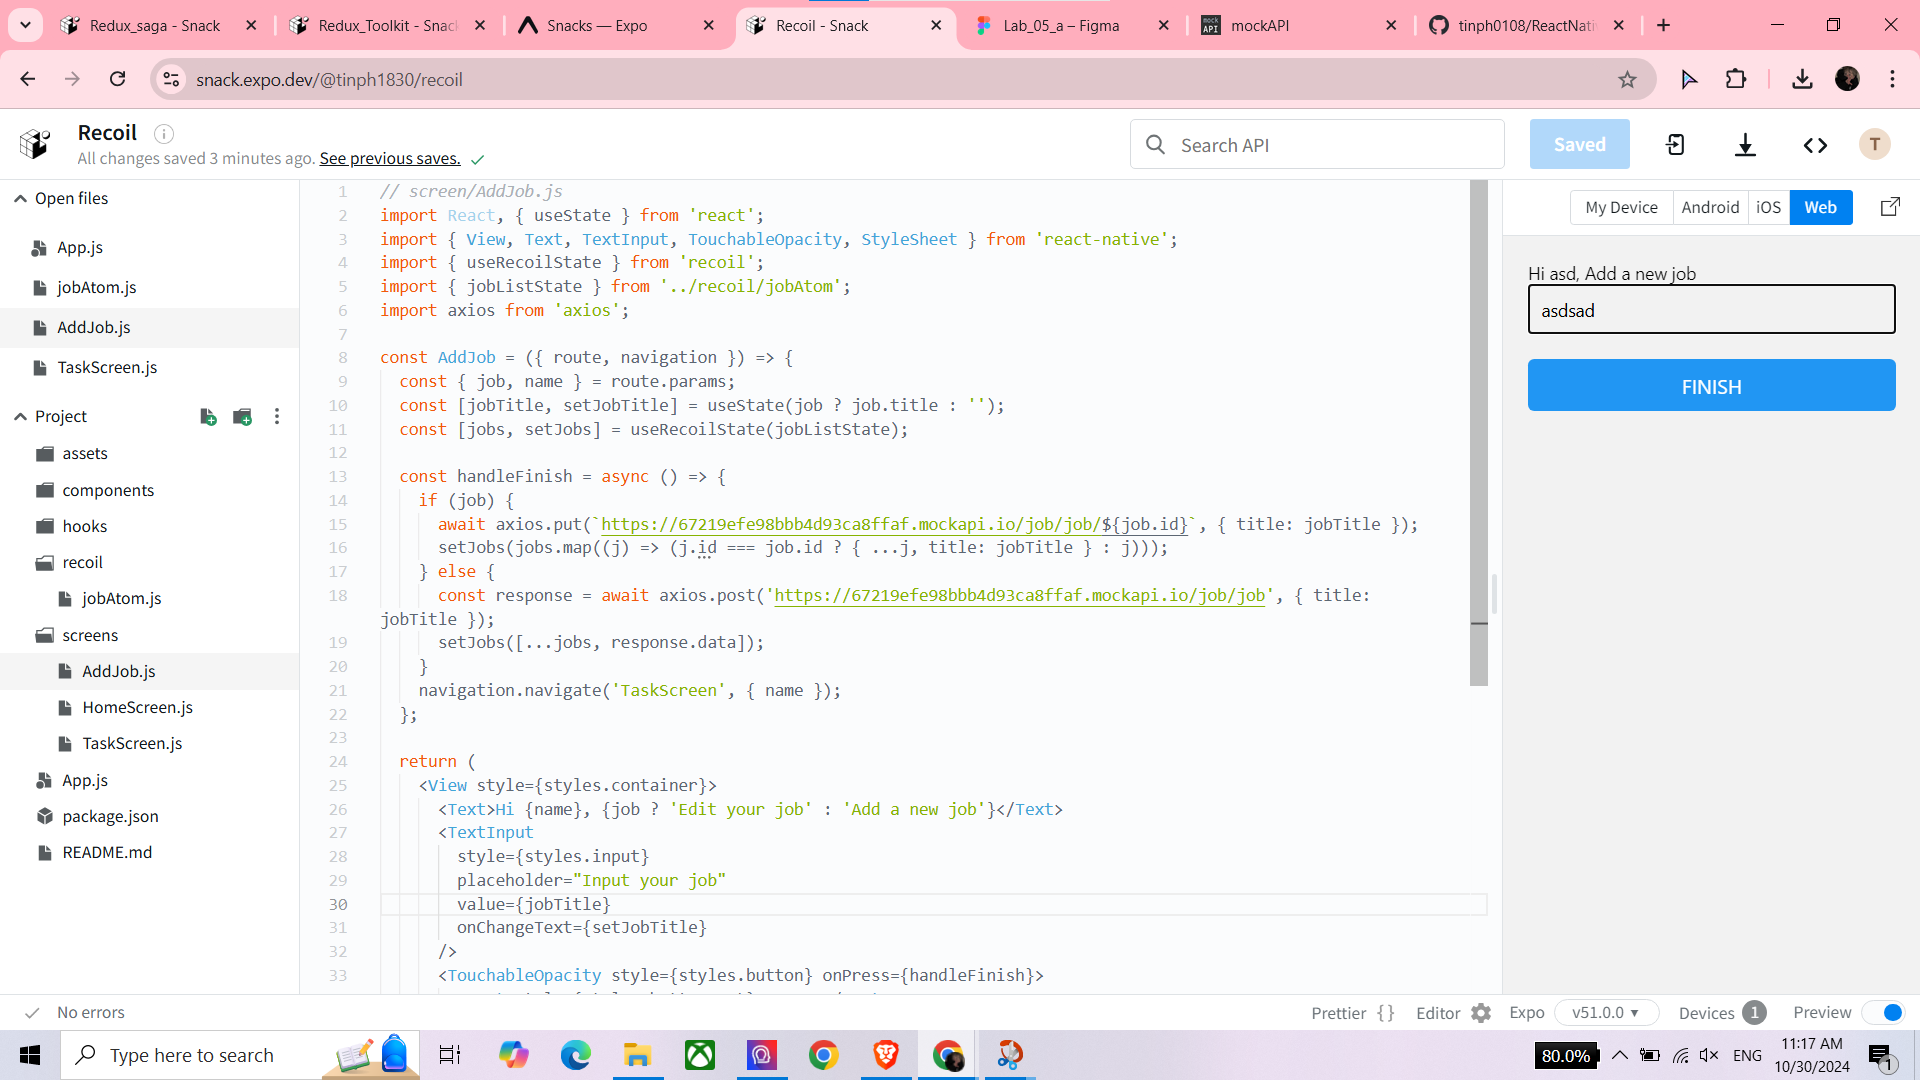 Redux_saga - Snack
Redux_Toolkit - Snac
Snacks — Expo
Recoil - Snack
Lab_05_a – Figma
mock API
mockAPI
tinph0108/ReactNati
snack.expo.dev/@tinph1830/recoil
Recoil
All changes saved 3 minutes ago. See previous saves.
Search API
Saved
T
Open files
App.js
jobAtom.js
AddJob.js
TaskScreen.js
Project
assets
components
hooks
recoil
jobAtom.js
screens
AddJob.js
HomeScreen.js
TaskScreen.js
App.js
package.json
README.md
1 // screen/AddJob.js
2 import React, { useState } from 'react';
3 import { View, Text, TextInput, TouchableOpacity, StyleSheet } from 'react-native';
4 import { useRecoilState } from 'recoil';
5 import { jobListState } from '../recoil/jobAtom';
6 import axios from 'axios';
7
8 const AddJob = ({ route, navigation }) => {
9 const { job, name } = route.params;
10 const [jobTitle, setJobTitle] = useState(job ? job.title : '');
11 const [jobs, setJobs] = useRecoilState(jobListState);
12
13 const handleFinish = async () => {
14 if (job) {
15 await axios.put(`https://67219efe98bbb4d93ca8ffaf.mockapi.io/job/job/${job.id}`, { title: jobTitle });
16 setJobs(jobs.map((j) => (j.id === job.id ? { ...j, title: jobTitle } : j)));
17 } else {
18 const response = await axios.post('https://67219efe98bbb4d93ca8ffaf.mockapi.io/job/job', { title:
jobTitle });
19 setJobs([...jobs, response.data]);
20 }
21 navigation.navigate('TaskScreen', { name });
22 };
23
24 return (
25 <View style={styles.container}>
26 <Text>Hi {name}, {job ? 'Edit your job' : 'Add a new job'}</Text>
27 <TextInput
28 style={styles.input}
29 placeholder="Input your job"
30 value={jobTitle}
31 onChangeText={setJobTitle}
32 />
33 <TouchableOpacity style={styles.button} onPress={handleFinish}>
My Device
Android
iOS
Web
Hi asd, Add a new job
asdsad
FINISH
No errors
Prettier {}
Editor
Expo
v51.0.0
Devices 1
Preview
Type here to search
80.0%
ENG
11:17 AM
10/30/2024
1